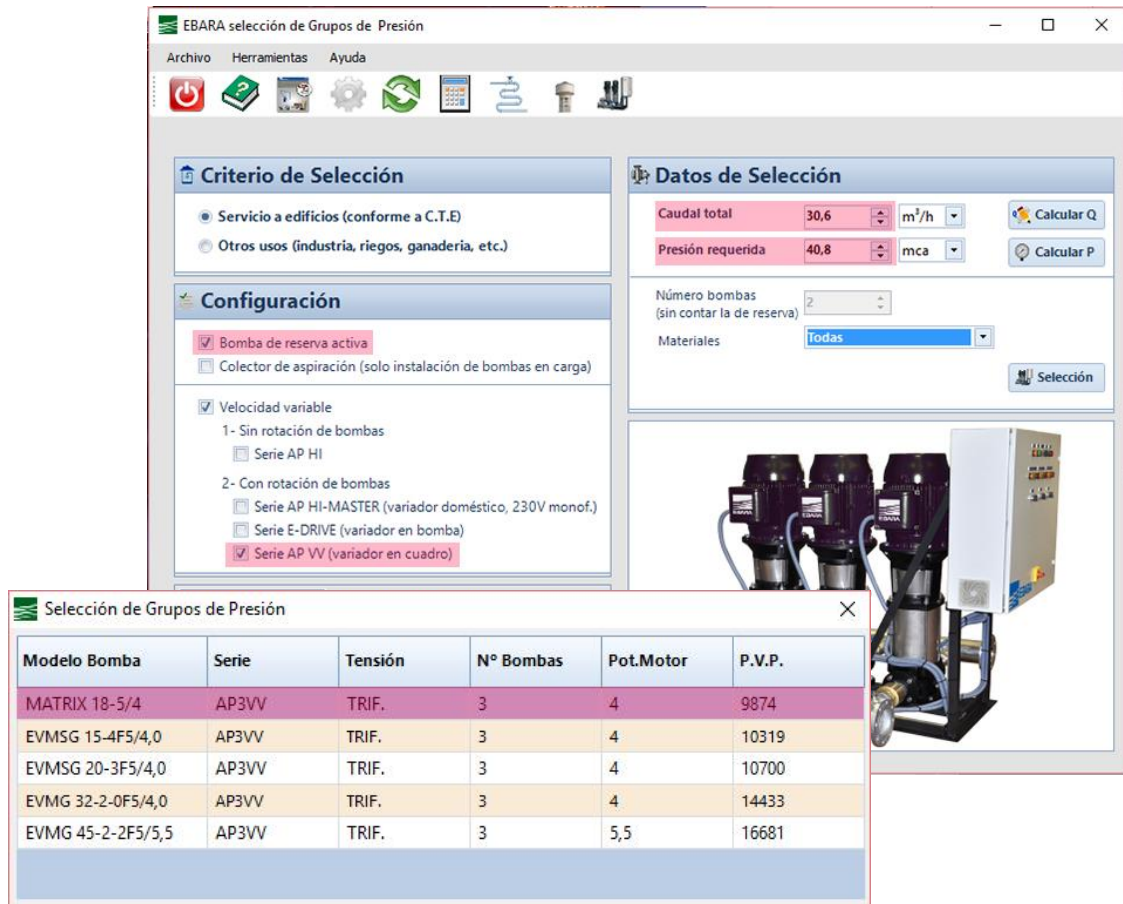 EBARA selección de Grupos de Presión
Archivo Herramientas Ayuda
Criterio de Selección
Servicio a edificios (conforme a C.T.E)
Otros usos (industria, riegos, ganaderia, etc.)
Configuración
Bomba de reserva activa
Colector de aspiración (solo instalación de bombas en carga)
Velocidad variable
1- Sin rotación de bombas
Serie AP HI
2- Con rotación de bombas
Serie AP HI-MASTER (variador doméstico, 230V monof.)
Serie E-DRIVE (variador en bomba)
Serie AP VV (variador en cuadro)
Datos de Selección
Caudal total 30,6 m³/h Calcular Q
Presión requerida 40,8 mca Calcular P
Número bombas
(sin contar la de reserva) 2
Materiales Todas
Selección
EBARA
EBARA
Selección de Grupos de Presión
Modelo Bomba Serie Tensión Nº Bombas Pot.Motor P.V.P.
MATRIX 18-5/4 AP3VV TRIF. 3 4 9874
EVMSG 15-4F5/4,0 AP3VV TRIF. 3 4 10319
EVMSG 20-3F5/4,0 AP3VV TRIF. 3 4 10700
EVMG 32-2-0F5/4,0 AP3VV TRIF. 3 4 14433
EVMG 45-2-2F5/5,5 AP3VV TRIF. 3 5,5 16681